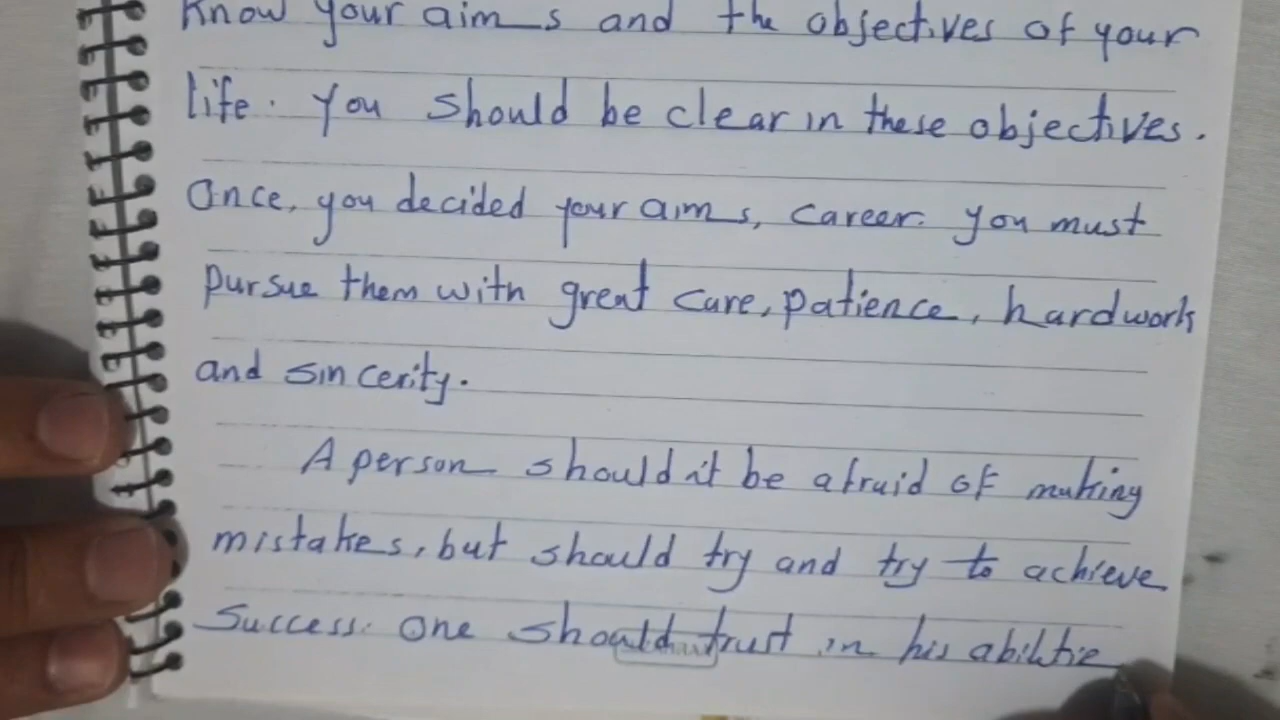 Know your aims and the objectives of your
life. You should be clear in these objectives.
Once, you decided your aims, career. you must
pursue them with great care, patience, hardwork
and sincerity.
A person should'it be afraid of making
mistakes, but should try and try to achieve
Success. One should trust in his abilitie